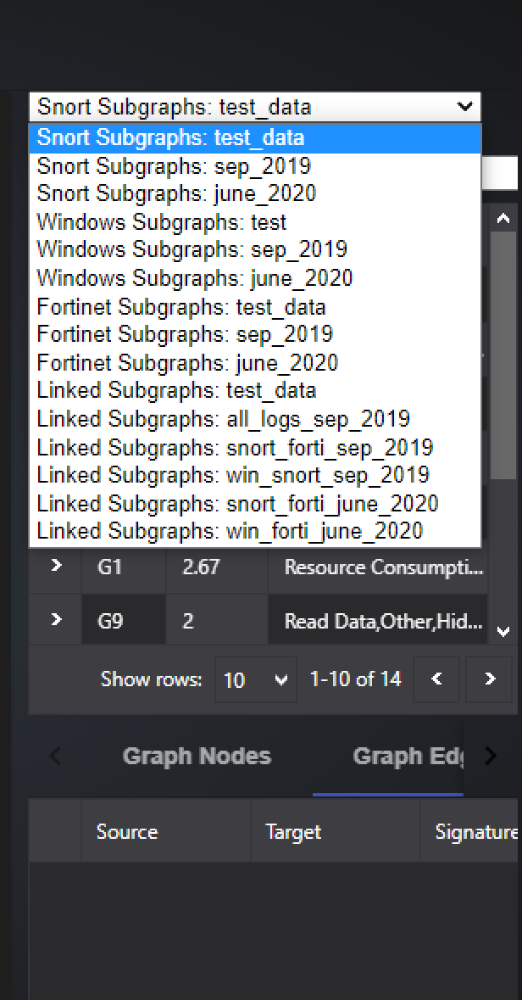 Snort Subgraphs: test_data
Snort Subgraphs: test_data
Snort Subgraphs: sep_2019
Snort Subgraphs: june_2020
Windows Subgraphs: test
Windows Subgraphs: sep_2019
Windows Subgraphs: june_2020
Fortinet Subgraphs: test_data
Fortinet Subgraphs: sep_2019
Fortinet Subgraphs: june_2020
Linked Subgraphs: test_data
Linked Subgraphs: all_logs_sep_2019
Linked Subgraphs: snort_forti_sep_2019
Linked Subgraphs: win_snort_sep_2019
Linked Subgraphs: snort_forti_june_2020
Linked Subgraphs: win_forti_june_2020
G1 2.67 Resource Consumpti...
G9 2 Read Data,Other,Hid...
Show rows: 10 1-10 of 14
Graph Nodes Graph Edg
Source Target Signature